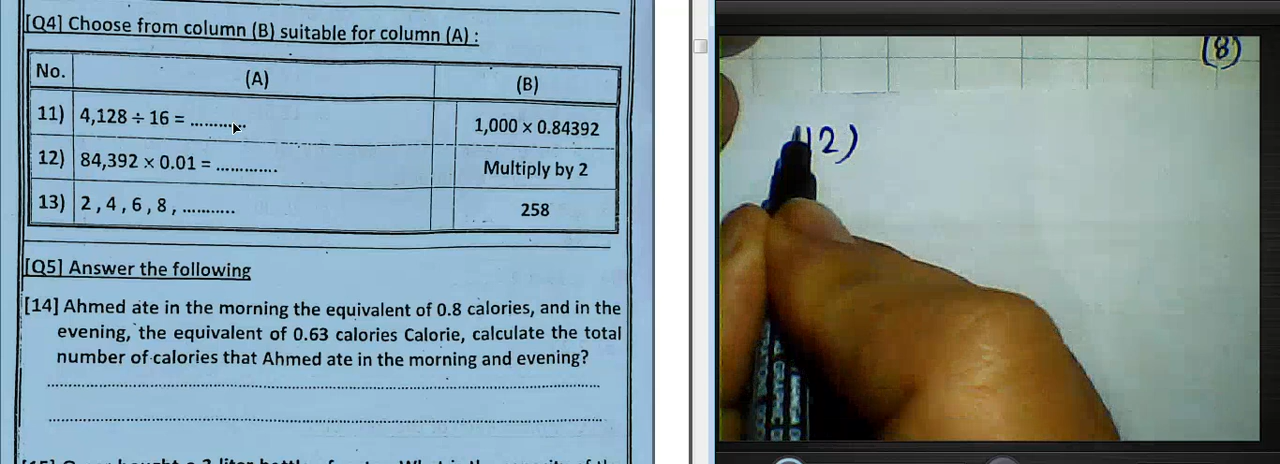 [Q4] Choose from column (B) suitable for column (A) :
No. (A) (B)
11) 4,128 ÷ 16 = ........... 1,000 × 0.84392
12) 84,392 × 0.01 = ............. Multiply by 2
13) 2 , 4 , 6 , 8 , ........... 258
[Q5] Answer the following
[14] Ahmed ate in the morning the equivalent of 0.8 calories, and in the
evening, the equivalent of 0.63 calories Calorie, calculate the total
number of calories that Ahmed ate in the morning and evening?
(8)
12)